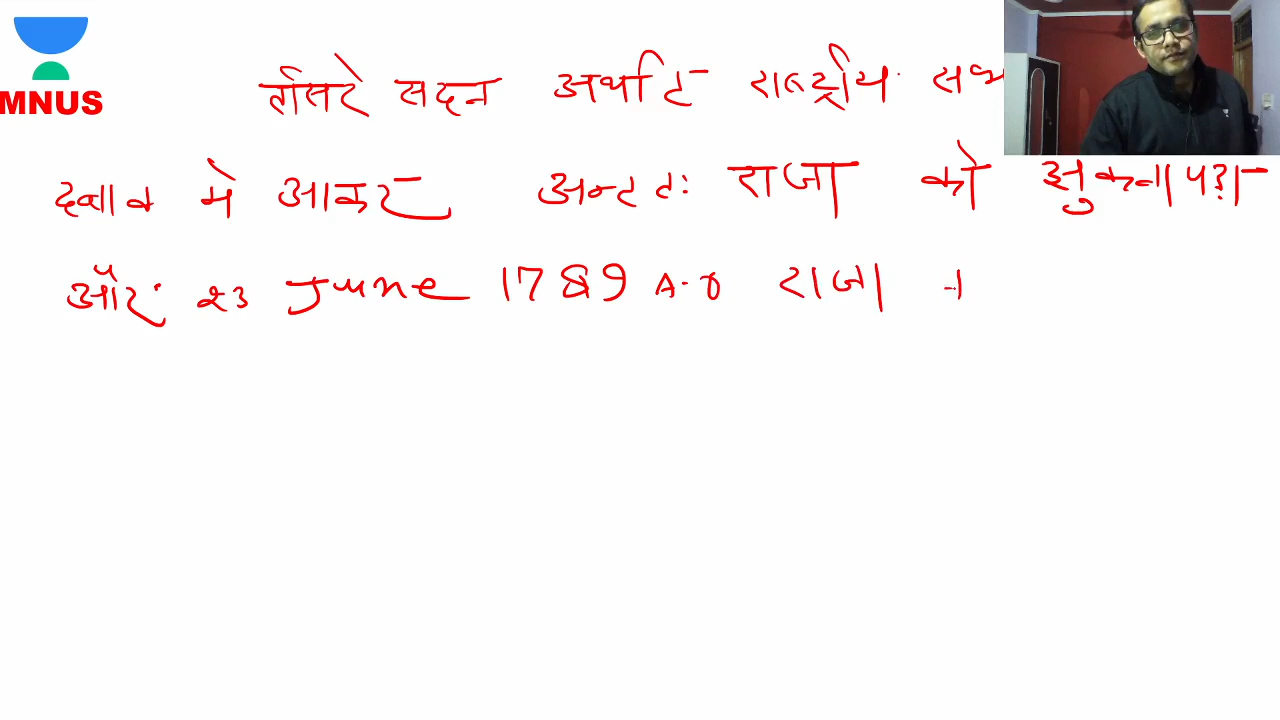 MNUS
तीसरे सदन अर्थात राष्ट्रीय सभ
दबाव मे आकर अन्ततः राजा को झुकना पड़ा
और 23 June 1789 A.D राजा न